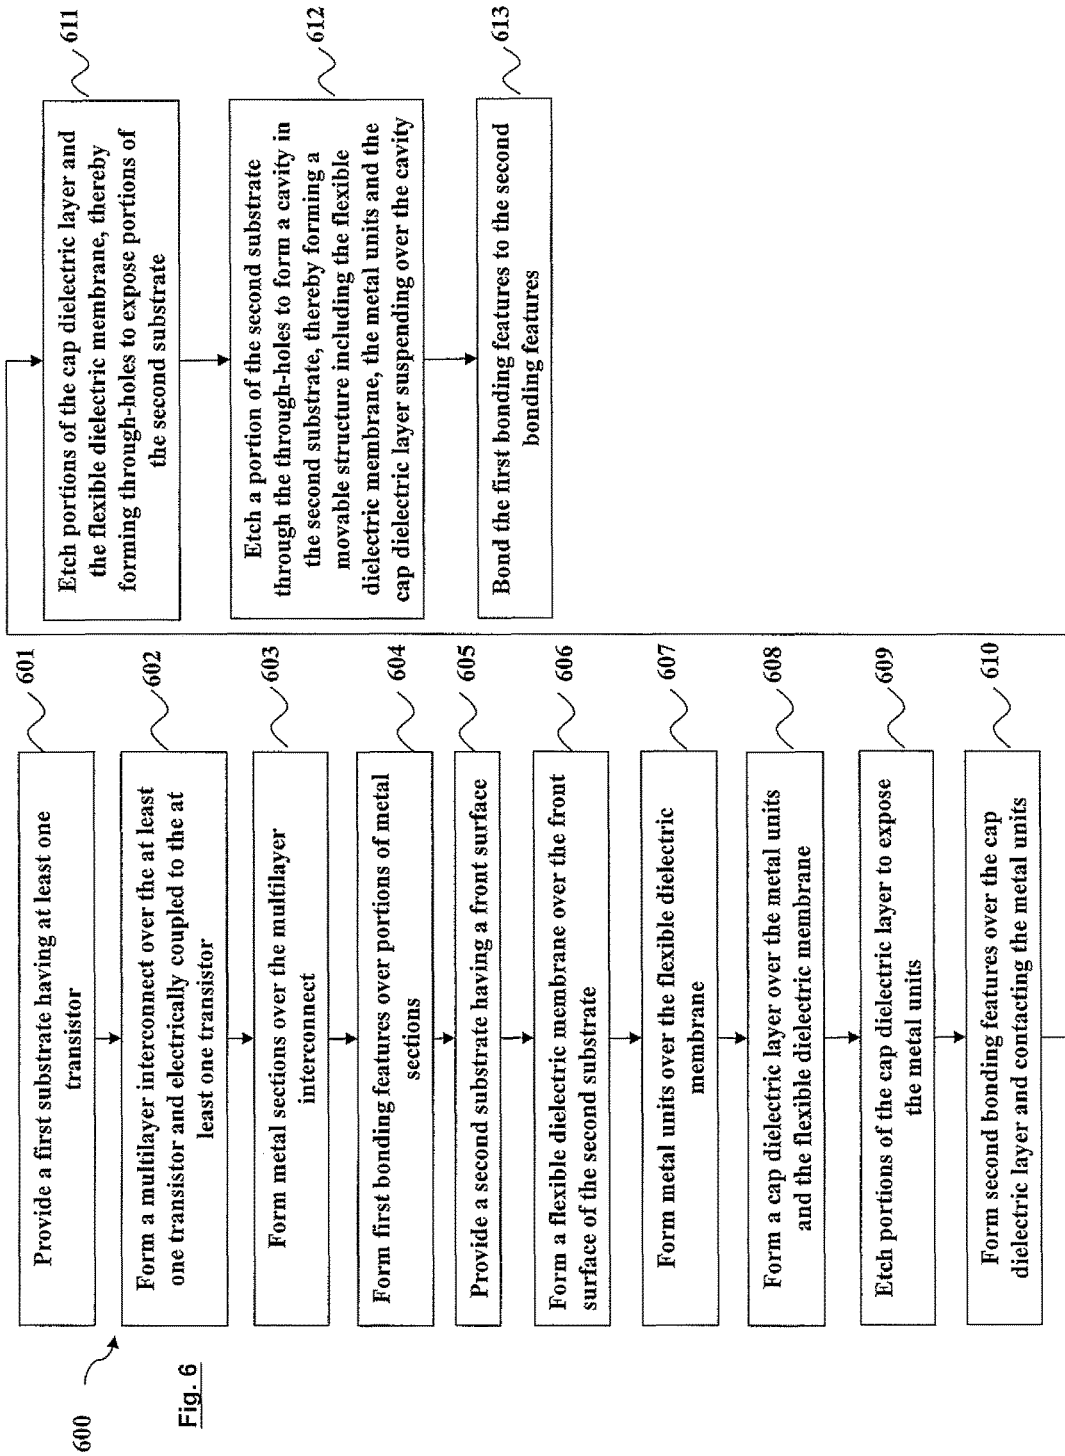 600
Fig. 6
Provide a first substrate having at least one
transistor
601
Form a multilayer interconnect over the at least
one transistor and electrically coupled to the at
least one transistor
602
Form metal sections over the multilayer
interconnect
603
Form first bonding features over portions of metal
sections
604
Provide a second substrate having a front surface
605
Form a flexible dielectric membrane over the front
surface of the second substrate
606
Form metal units over the flexible dielectric
membrane
607
Form a cap dielectric layer over the metal units
and the flexible dielectric membrane
608
Etch portions of the cap dielectric layer to expose
the metal units
609
Form second bonding features over the cap
dielectric layer and contacting the metal units
610
Etch portions of the cap dielectric layer and
the flexible dielectric membrane, thereby
forming through-holes to expose portions of
the second substrate
611
Etch a portion of the second substrate
through the through-holes to form a cavity in
the second substrate, thereby forming a
movable structure including the flexible
dielectric membrane, the metal units and the
cap dielectric layer suspending over the cavity
612
Bond the first bonding features to the second
bonding features
613